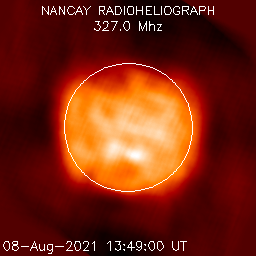 NANCAY RADIOHELIOGRAPH
327.0 Mhz
08-Aug-2021 13:49:00 UT